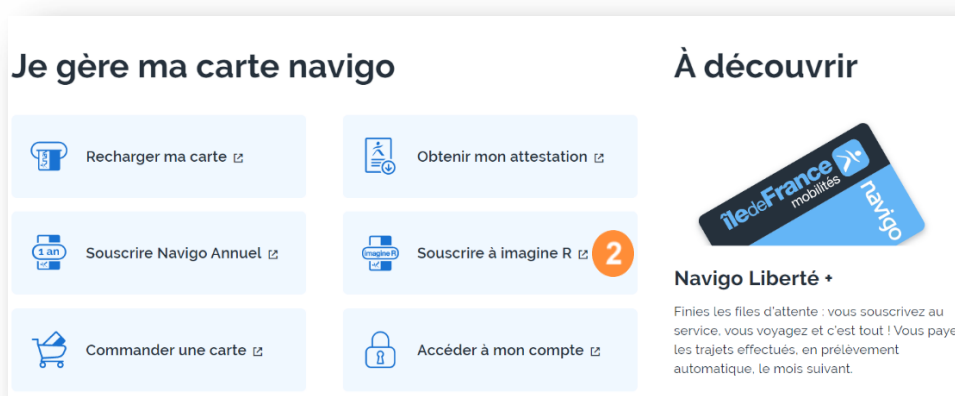 Je gère ma carte navigo
Recharger ma carte
Obtenir mon attestation
1 an
Souscrire Navigo Annuel
imagine R
Souscrire à imagine R
2
Commander une carte
Accéder à mon compte
À découvrir
îledeFrance
mobilités
navigo
Navigo Liberté +
Finies les files d'attente : vous souscrivez au
service, vous voyagez et c'est tout ! Vous paye
les trajets effectués, en prélèvement
automatique, le mois suivant.